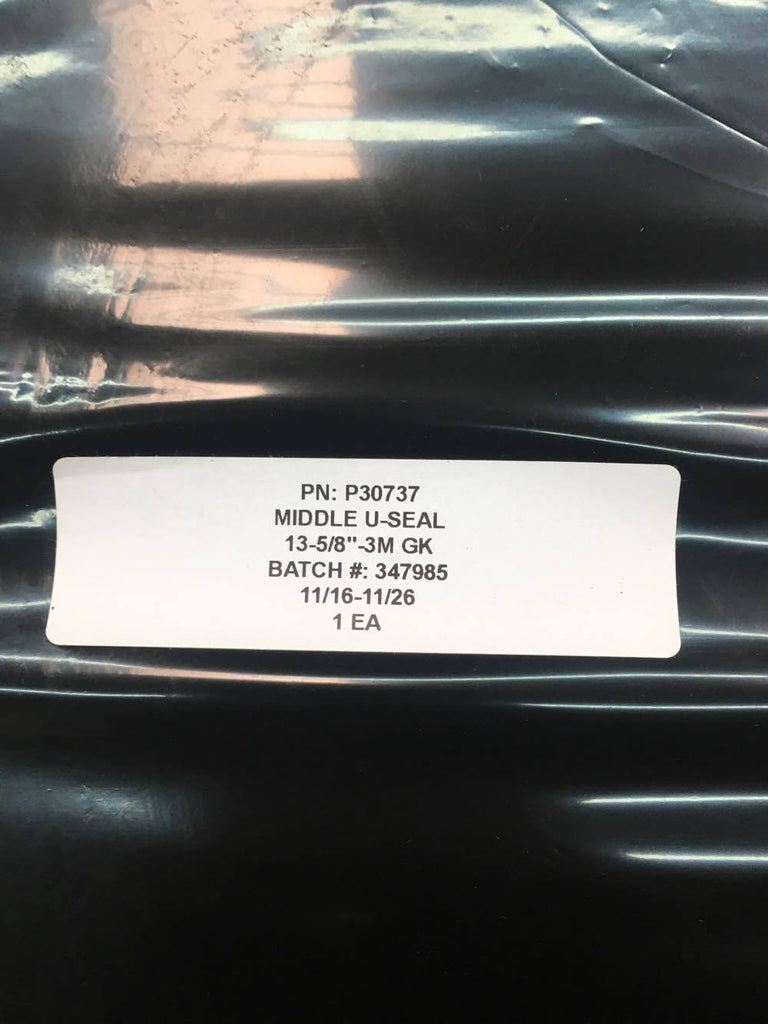 PN: P30737
MIDDLE U-SEAL
13-5/8"-3M GK
BATCH #: 347985
11/16-11/26
1 EA